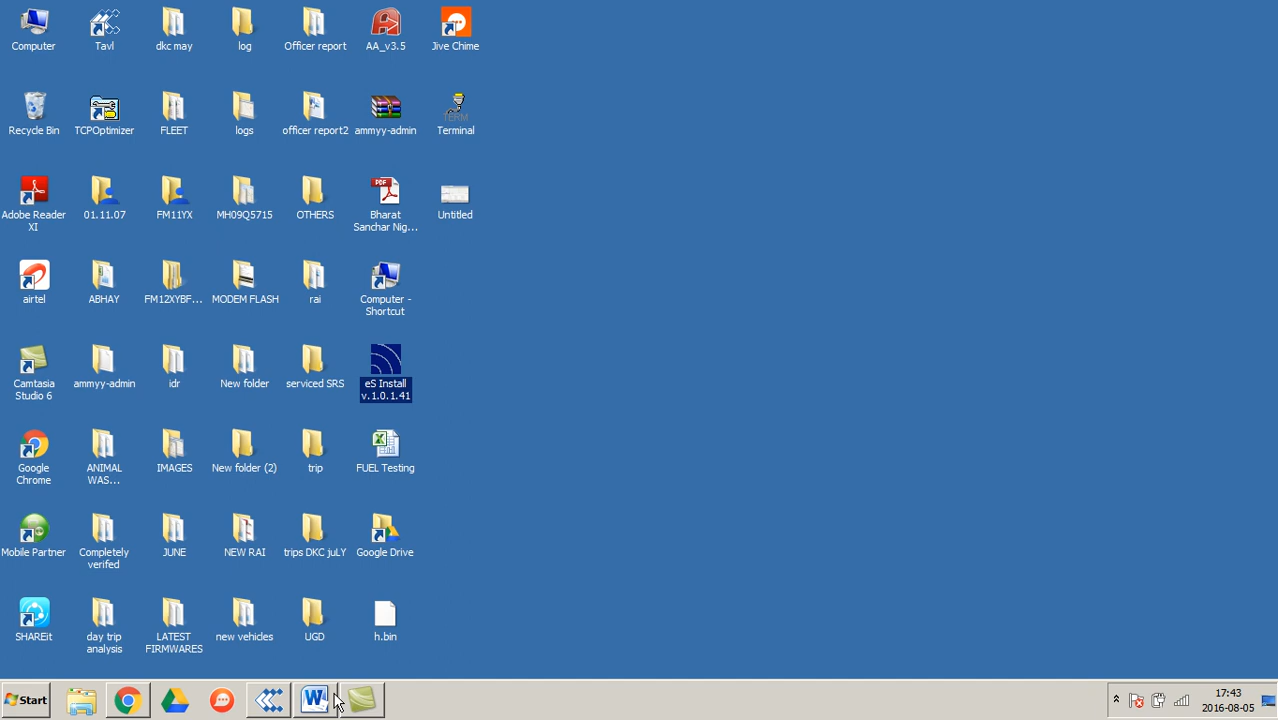 Computer
Tavl
dkc may
log
Officer report
AA_v3.5
Jive Chime
Recycle Bin
TCPOptimizer
FLEET
logs
officer report2
ammyy-admin
TERM
Terminal
Adobe Reader
XI
01.11.07
FM11YX
MH09Q5715
OTHERS
PDF
Bharat
Sanchar Nig...
Untitled
airtel
ABHAY
FM12XYBF...
MODEM FLASH
rai
Computer -
Shortcut
Camtasia
Studio 6
ammyy-admin
idr
New folder
serviced SRS
eS Install
v.1.0.1.41
Google
Chrome
ANIMAL
WAS...
IMAGES
New folder (2)
trip
FUEL Testing
Mobile Partner
Completely
verifed
JUNE
NEW RAI
trips DKC juLY
Google Drive
SHAREit
day trip
analysis
LATEST
FIRMWARES
new vehicles
UGD
h.bin
Start
W
17:43
2016-08-05